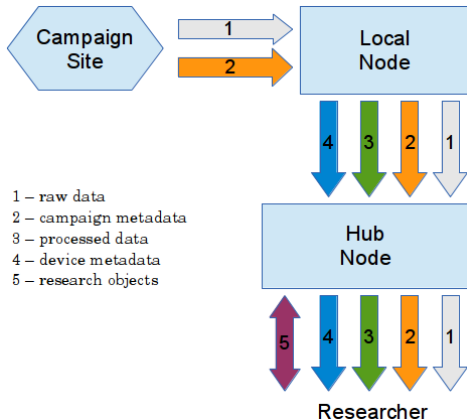 Campaign
Site
1
2
Local
Node
4 3 2 1
1 – raw data
2 – campaign metadata
3 – processed data
4 – device metadata
5 – research objects
Hub
Node
5 4 3 2 1
Researcher